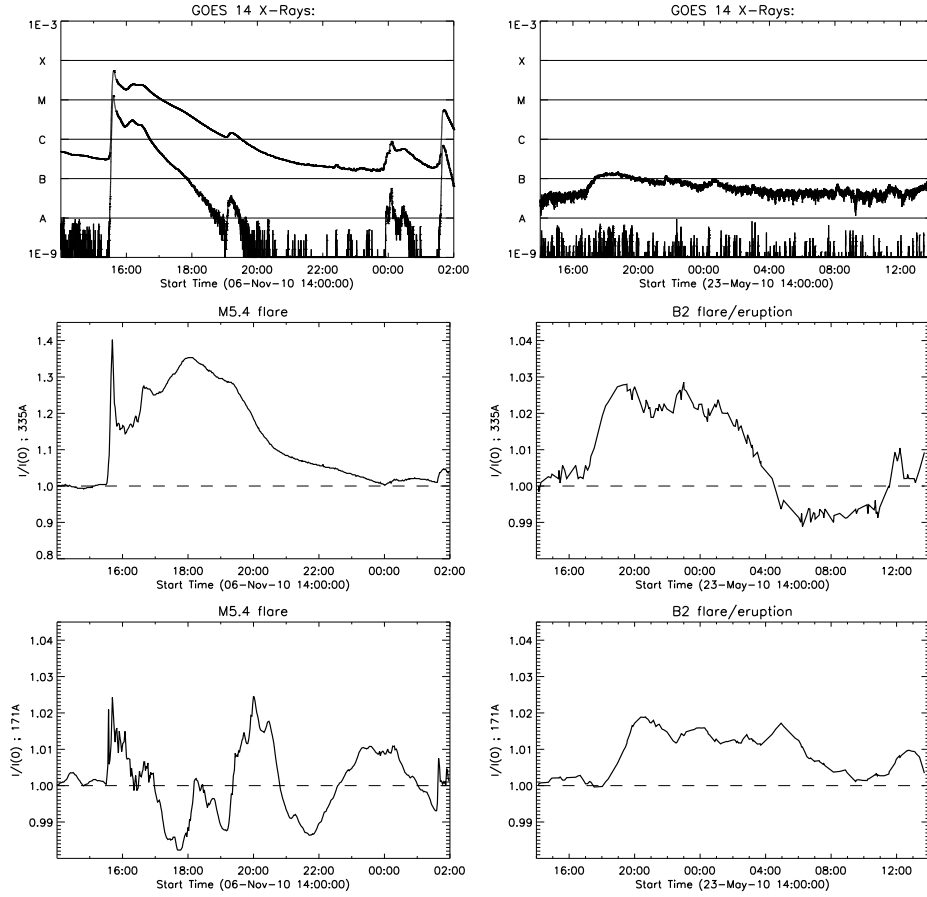 GOES 14 X-Rays:
1E-3
X
M
C
B
A
1E-9
16:00 18:00 20:00 22:00 00:00 02:00
Start Time (06-Nov-10 14:00:00)
GOES 14 X-Rays:
1E-3
X
M
C
B
A
1E-9
16:00 20:00 00:00 04:00 08:00 12:00
Start Time (23-May-10 14:00:00)
M5.4 flare
I/I(0) ; 335A
1.4
1.3
1.2
1.1
1.0
0.9
0.8
16:00 18:00 20:00 22:00 00:00 02:00
Start Time (06-Nov-10 14:00:00)
B2 flare/eruption
I/I(0) ; 335A
1.04
1.03
1.02
1.01
1.00
0.99
16:00 20:00 00:00 04:00 08:00 12:00
Start Time (23-May-10 14:00:00)
M5.4 flare
I/I(0) ; 171A
1.04
1.03
1.02
1.01
1.00
0.99
16:00 18:00 20:00 22:00 00:00 02:00
Start Time (06-Nov-10 14:00:00)
B2 flare/eruption
I/I(0) ; 171A
1.04
1.03
1.02
1.01
1.00
0.99
16:00 20:00 00:00 04:00 08:00 12:00
Start Time (23-May-10 14:00:00)